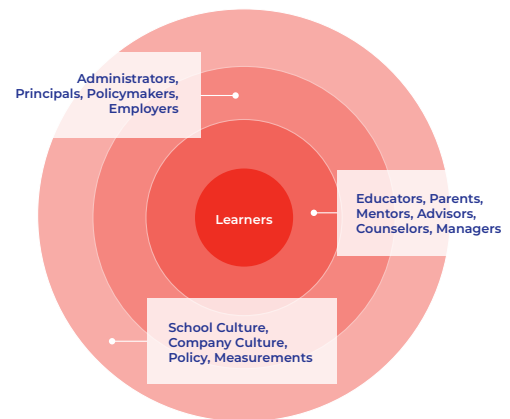 Administrators,
Principals, Policymakers,
Employers
Educators, Parents,
Mentors, Advisors,
Counselors, Managers
Learners
School Culture,
Company Culture,
Policy, Measurements